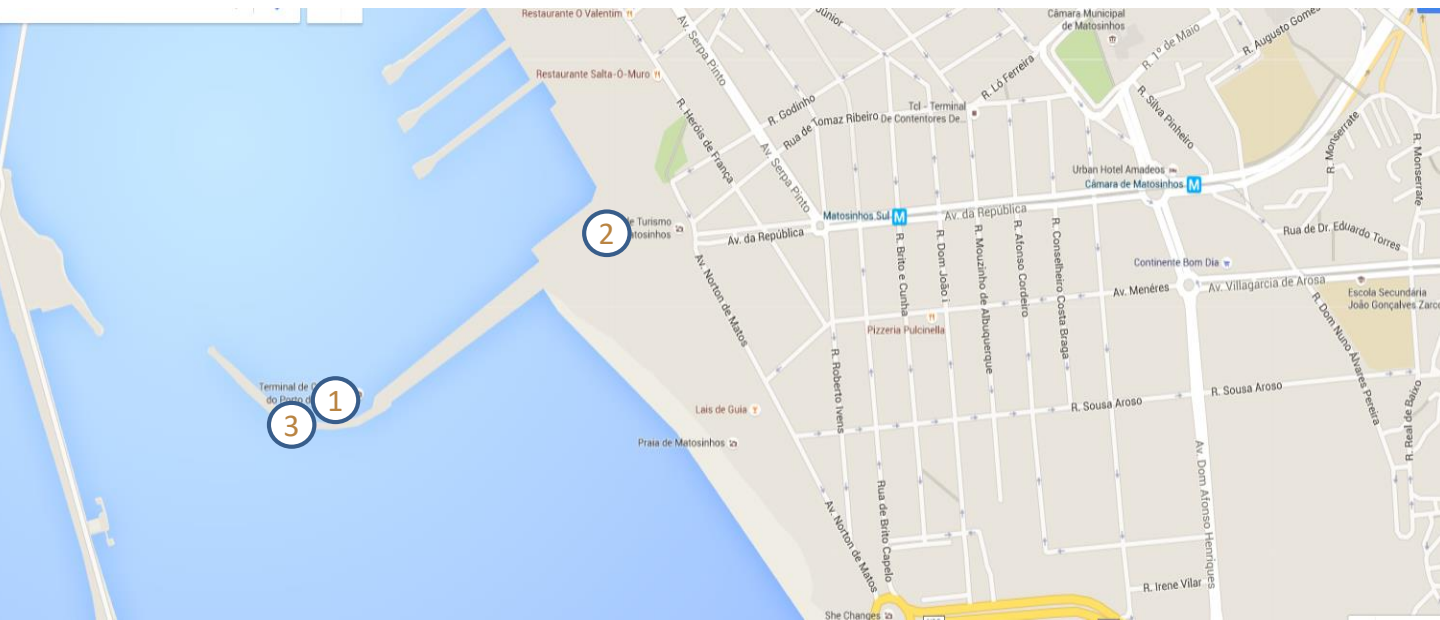 Restaurante O Valentim
Av. Serpa Pinto
Júnior
Câmara Municipal
de Matosinhos
R. 1º de Maio
R. Augusto Gomes
Restaurante Salta-Ó-Muro
R. Heróis de França
R. Godinho
Rua de Tomaz Ribeiro
Tcl - Terminal
De Contentores De...
R. Ló Ferreira
R. Silva Pinheiro
R. Monserrate
R. Monserrate
Av. Serpa Pinto
Urban Hotel Amadeos
Câmara de Matosinhos M
Matosinhos Sul M
Av. da República
2
de Turismo
Matosinhos
Av. da República
R. Brito e Cunha
R. Dom João I
R. Mouzinho de Albuquerque
R. Afonso Cordeiro
R. Conselheiro Costa Braga
Rua de Dr. Eduardo Torres
Continente Bom Dia
Av. Norton de Matos
Av. Menéres
Av. Villagarcia de Arosa
Escola Secundária
João Gonçalves Zarco
Pizzeria Pulcinella
R. Dom Nuno Álvares Pereira
R. Roberto Ivens
Terminal de
do Porto d
1
3
R. Sousa Aroso
R. Sousa Aroso
R. Real de Baixo
Lais de Guia
Praia de Matosinhos
Av. Dom Afonso Henriques
Rua de Brito Capelo
Av. Norton de Matos
R. Irene Vilar
She Changes